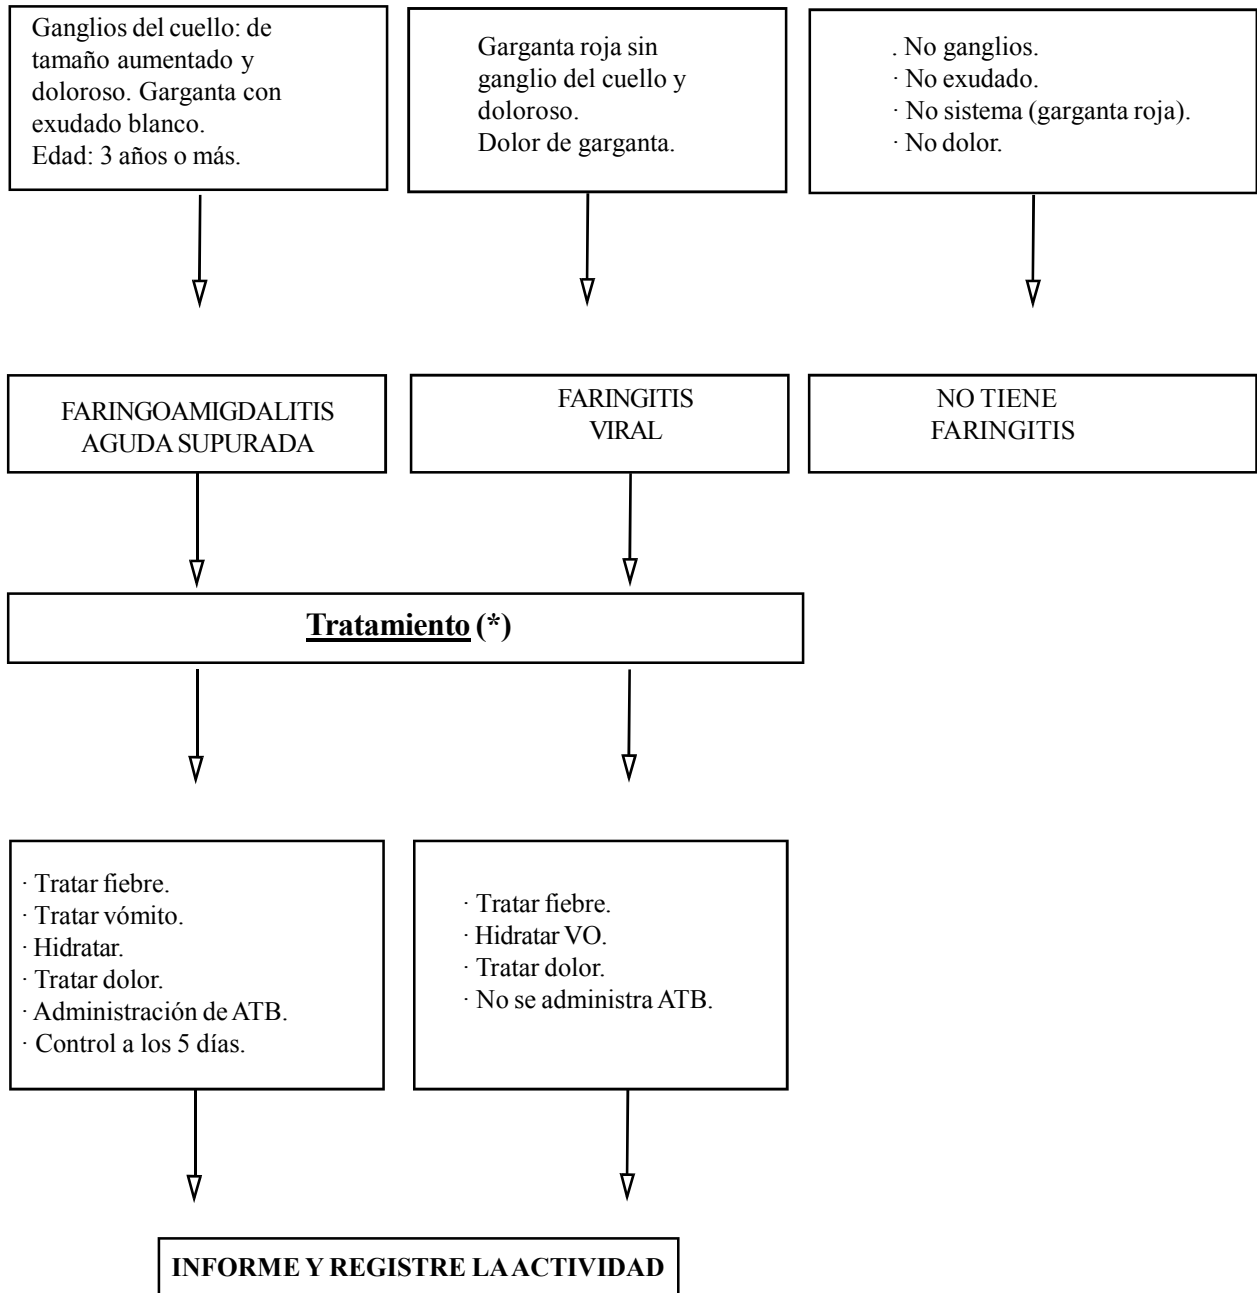 Ganglios del cuello: de
tamaño aumentado y
doloroso. Garganta con
exudado blanco.
Edad: 3 años o más.
Garganta roja sin
ganglio del cuello y
doloroso.
Dolor de garganta.
. No ganglios.
· No exudado.
· No sistema (garganta roja).
· No dolor.
FARINGOAMIGDALITIS
AGUDA SUPURADA
FARINGITIS
VIRAL
NO TIENE
FARINGITIS
Tratamiento (*)
· Tratar fiebre.
· Tratar vómito.
· Hidratar.
· Tratar dolor.
· Administración de ATB.
· Control a los 5 días.
· Tratar fiebre.
· Hidratar VO.
· Tratar dolor.
· No se administra ATB.
INFORME Y REGISTRE LA ACTIVIDAD